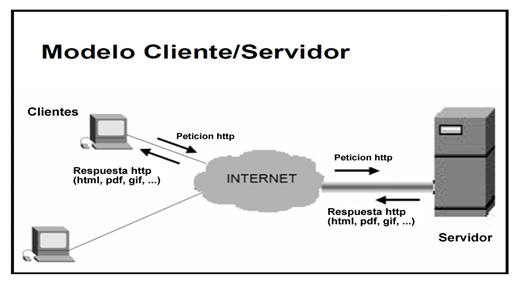 Modelo Cliente/Servidor
Clientes
Peticion http
Respuesta http
(html, pdf, gif, ...)
INTERNET
Peticion http
Respuesta http
(html, pdf, gif, ...)
Servidor